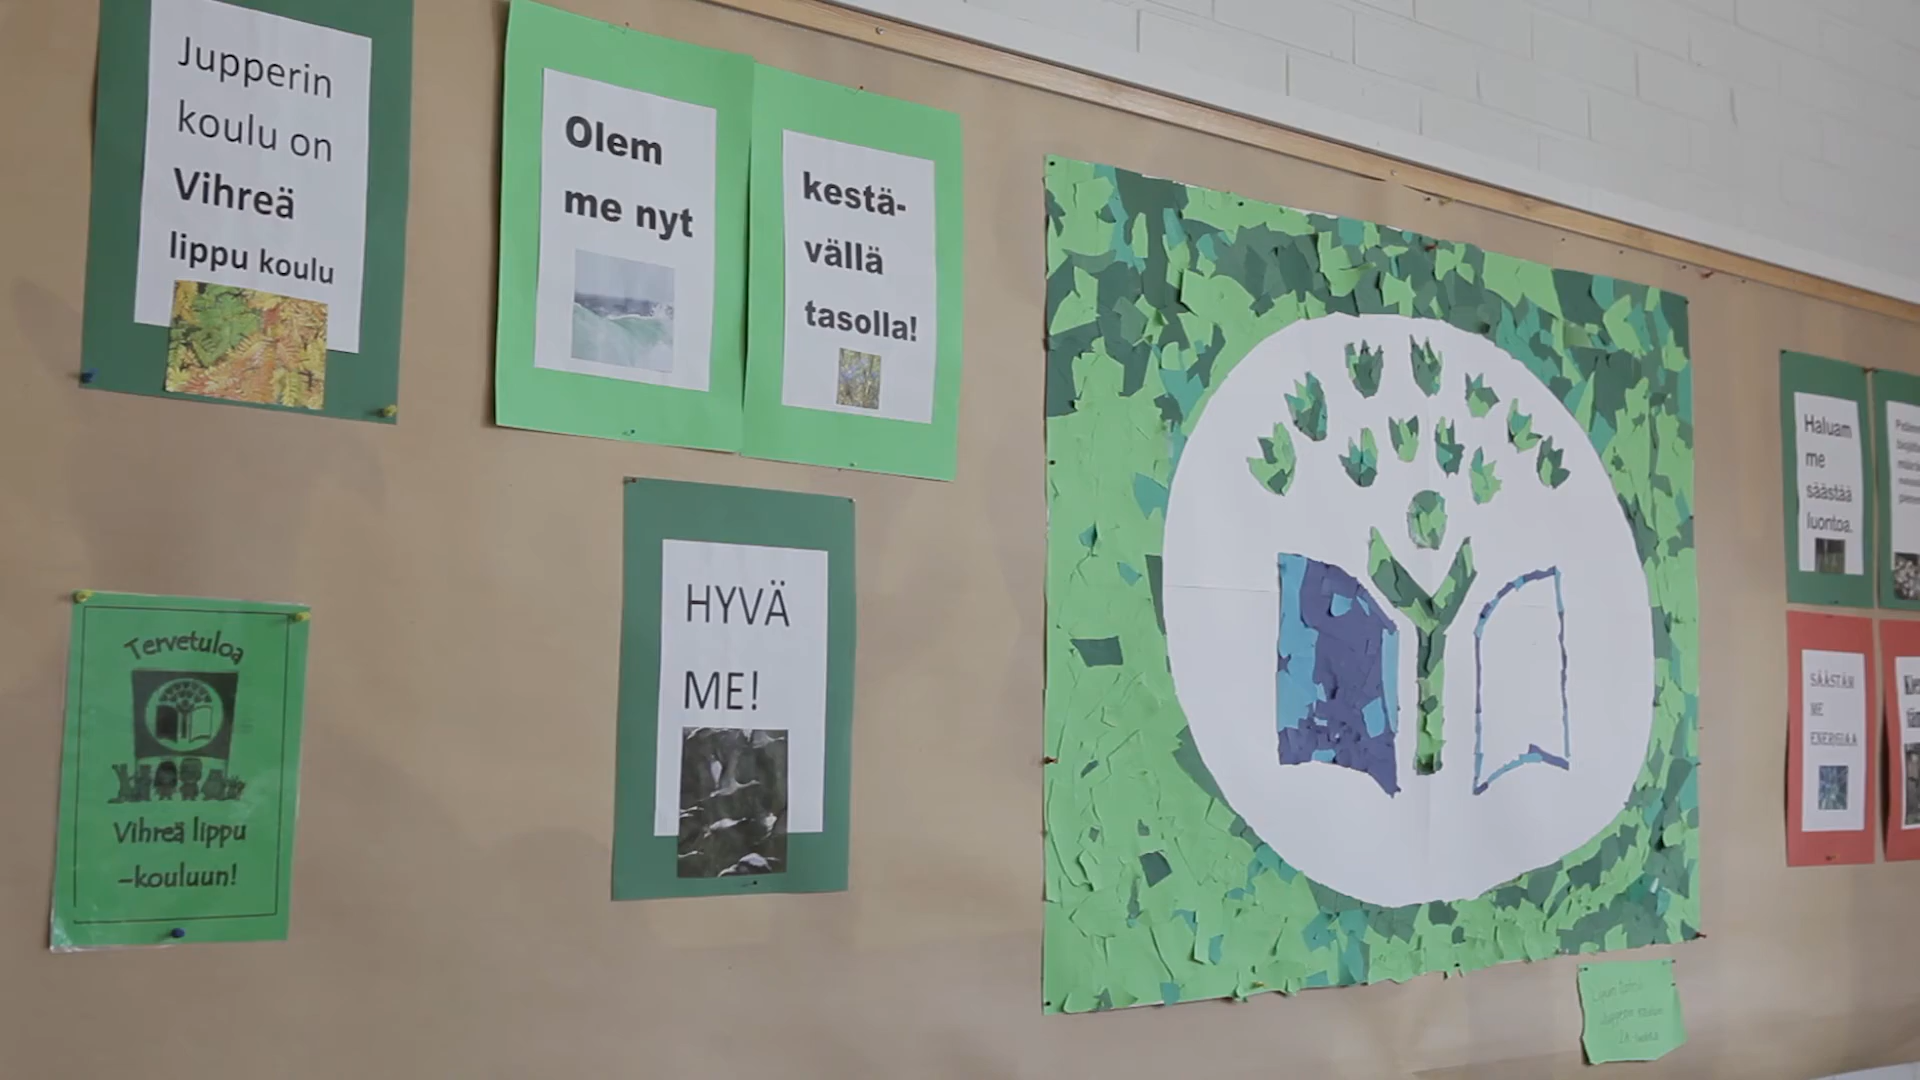 Jupperin
koulu on
Vihreä
lippu koulu
Olem
me nyt
kestä-
vällä
tasolla!
HYVÄ
ME!
Tervetuloa
Vihreä lippu
-kouluun!
Haluam
me
säästää
luontoa.
SÄÄSTÄM
ME
ENERGIAA